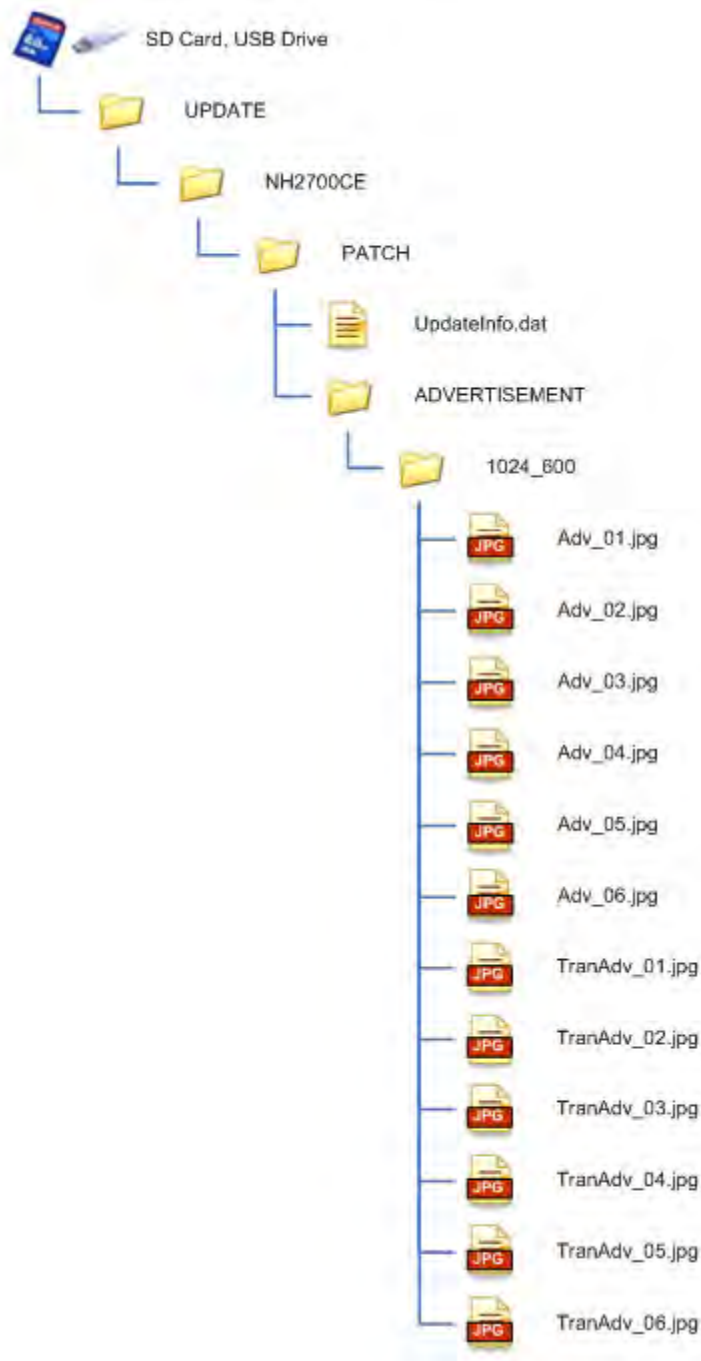 SD Card, USB Drive
UPDATE
NH2700CE
PATCH
UpdateInfo.dat
ADVERTISEMENT
1024_600
JPG Adv_01.jpg
JPG Adv_02.jpg
JPG Adv_03.jpg
JPG Adv_04.jpg
JPG Adv_05.jpg
JPG Adv_06.jpg
JPG TranAdv_01.jpg
JPG TranAdv_02.jpg
JPG TranAdv_03.jpg
JPG TranAdv_04.jpg
JPG TranAdv_05.jpg
JPG TranAdv_06.jpg